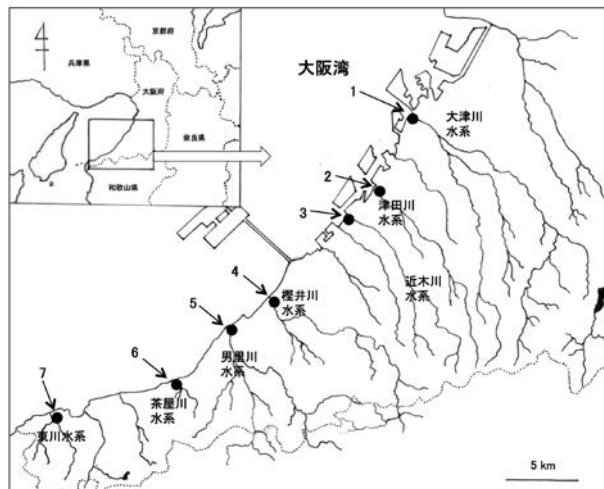 京都府
兵庫県
大阪府
奈良県
和歌山県
大阪湾
1
大津川
水系
2
津田川
水系
3
近木川
水系
4
樫井川
水系
5
男里川
水系
6
茶屋川
水系
7
東川水系
5 km